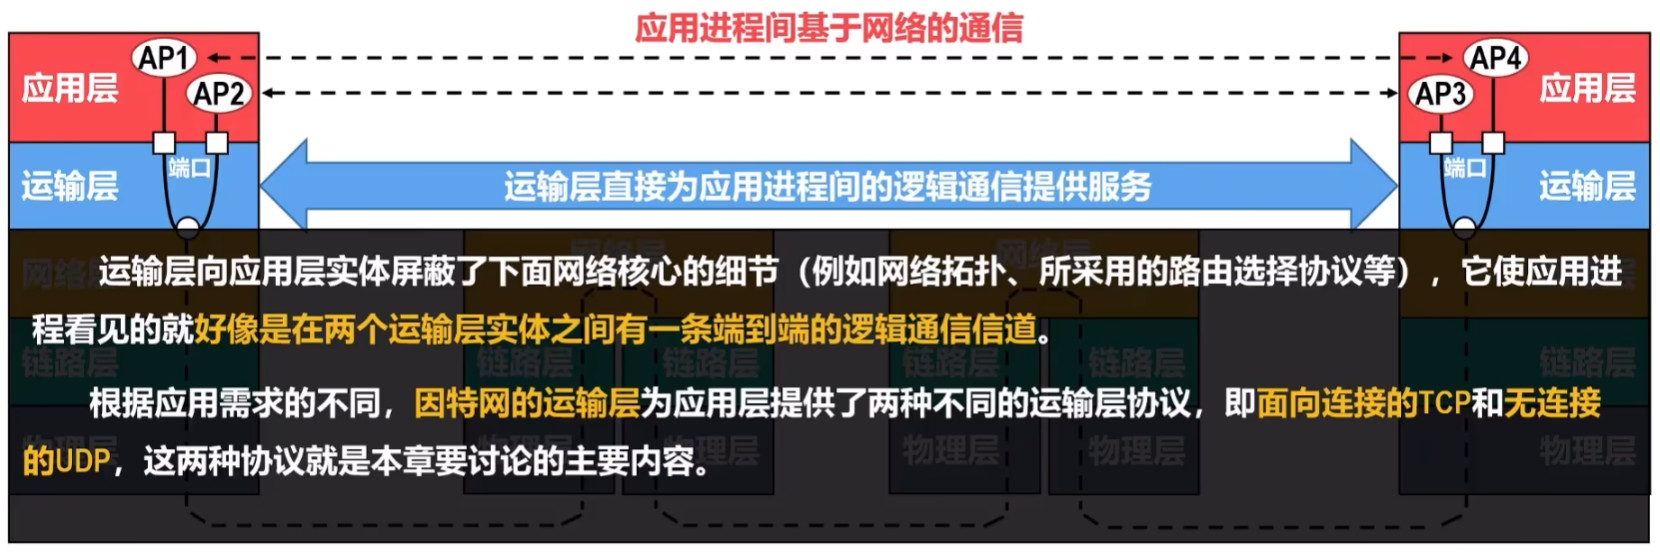 应用进程间基于网络的通信
AP1
AP4
应用层
AP2
AP3
应用层
端口
端口
运输层
运输层直接为应用进程间的逻辑通信提供服务
运输层
网络层
网络层
运输层向应用层实体屏蔽了下面网络核心的细节（例如网络拓扑、所采用的路由选择协议等），它使应用进
程看见的就好像是在两个运输层实体之间有一条端到端的逻辑通信信道。
链路层
链路层
链路层
链路层
链路层
链路层
根据应用需求的不同，因特网的运输层为应用层提供了两种不同的运输层协议，即面向连接的TCP和无连接
的UDP，这两种协议就是本章要讨论的主要内容。
物理层
物理层
物理层
物理层
物理层